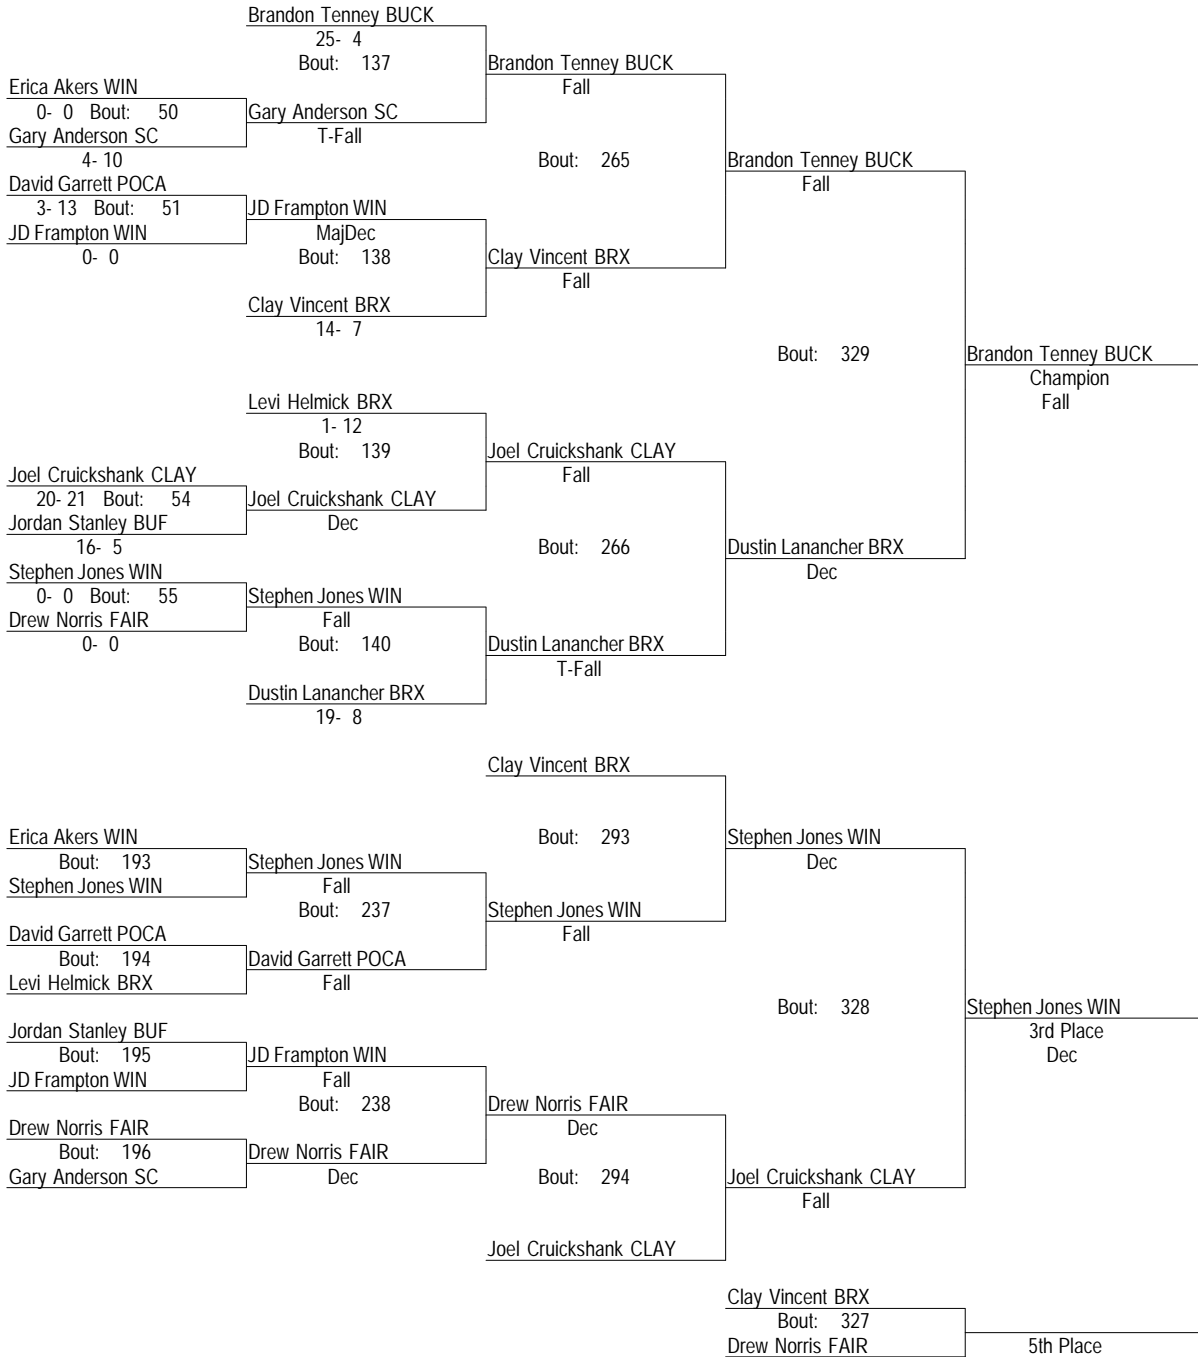 Brandon Tenney BUCK
25- 4
Bout: 137
Brandon Tenney BUCK
Fall
Erica Akers WIN
0- 0 Bout: 50
Gary Anderson SC
4- 10
Gary Anderson SC
T-Fall
Bout: 265
Brandon Tenney BUCK
Fall
David Garrett POCA
3- 13 Bout: 51
JD Frampton WIN
0- 0
JD Frampton WIN
MajDec
Bout: 138
Clay Vincent BRX
Fall
Clay Vincent BRX
14- 7
Bout: 329
Brandon Tenney BUCK
Champion
Fall
Levi Helmick BRX
1- 12
Bout: 139
Joel Cruickshank CLAY
Fall
Joel Cruickshank CLAY
20- 21 Bout: 54
Jordan Stanley BUF
16- 5
Joel Cruickshank CLAY
Dec
Bout: 266
Dustin Lanancher BRX
Dec
Stephen Jones WIN
0- 0 Bout: 55
Drew Norris FAIR
0- 0
Stephen Jones WIN
Fall
Bout: 140
Dustin Lanancher BRX
T-Fall
Dustin Lanancher BRX
19- 8
Clay Vincent BRX
Bout: 293
Stephen Jones WIN
Dec
Erica Akers WIN
Bout: 193
Stephen Jones WIN
Stephen Jones WIN
Fall
Bout: 237
Stephen Jones WIN
Fall
David Garrett POCA
Bout: 194
Levi Helmick BRX
David Garrett POCA
Fall
Bout: 328
Stephen Jones WIN
3rd Place
Dec
Jordan Stanley BUF
Bout: 195
JD Frampton WIN
JD Frampton WIN
Fall
Bout: 238
Drew Norris FAIR
Dec
Drew Norris FAIR
Bout: 196
Gary Anderson SC
Drew Norris FAIR
Dec
Bout: 294
Joel Cruickshank CLAY
Fall
Joel Cruickshank CLAY
Clay Vincent BRX
Bout: 327
Drew Norris FAIR
5th Place